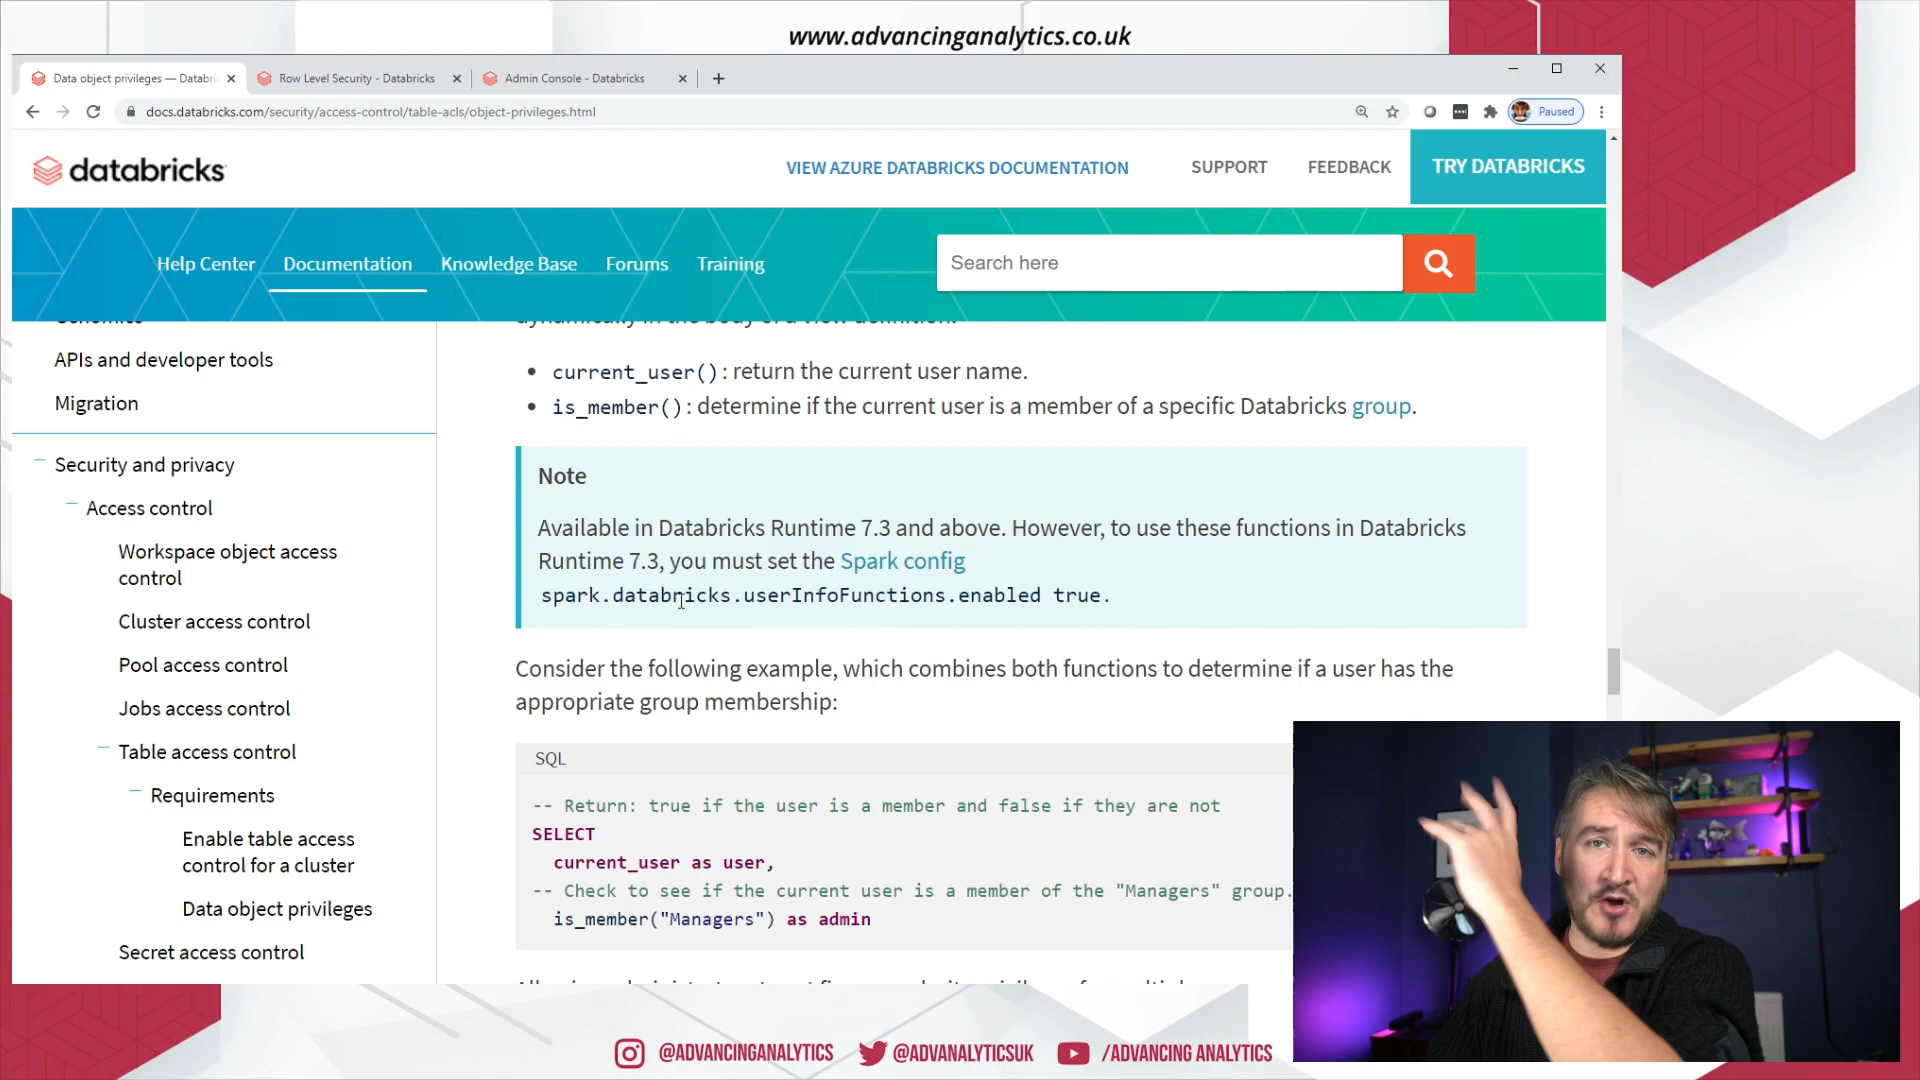 www.advancinganalytics.co.uk
Data object privileges — Databri
Row Level Security - Databricks
Admin Console - Databricks
docs.databricks.com/security/access-control/table-acls/object-privileges.html
Paused
databricks
VIEW AZURE DATABRICKS DOCUMENTATION
SUPPORT
FEEDBACK
TRY DATABRICKS
Help Center
Documentation
Knowledge Base
Forums
Training
Search here
APIs and developer tools
Migration
Security and privacy
Access control
Workspace object access
control
Cluster access control
Pool access control
Jobs access control
Table access control
Requirements
Enable table access
control for a cluster
Data object privileges
Secret access control
dynamically in the body of a view definition.
current_user() : return the current user name.
is_member() : determine if the current user is a member of a specific Databricks group.
Note
Available in Databricks Runtime 7.3 and above. However, to use these functions in Databricks
Runtime 7.3, you must set the Spark config
spark.databricks.userInfoFunctions.enabled true.
Consider the following example, which combines both functions to determine if a user has the
appropriate group membership:
SQL
-- Return: true if the user is a member and false if they are not
SELECT
current_user as user,
-- Check to see if the current user is a member of the "Managers" group.
is_member("Managers") as admin
@ADVANCINGANALYTICS
@ADVANALYTICSUK
/ADVANCING ANALYTICS